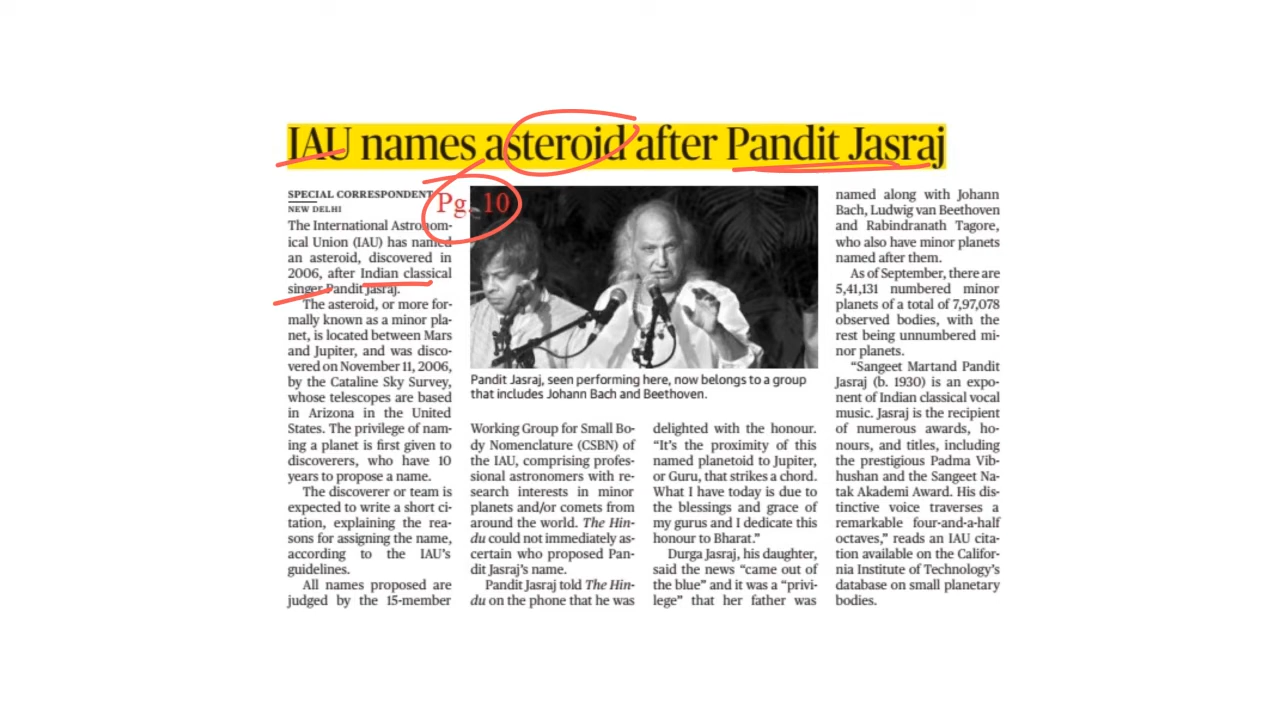 IAU names asteroid after Pandit Jasraj
SPECIAL CORRESPONDENT
NEW DELHI
Pg. 10
The International Astronom-
ical Union (IAU) has named
an asteroid, discovered in
2006, after Indian classical
singer Pandit Jasraj.
The asteroid, or more for-
mally known as a minor pla-
net, is located between Mars
and Jupiter, and was disco-
vered on November 11, 2006,
by the Cataline Sky Survey,
whose telescopes are based
in Arizona in the United
States. The privilege of nam-
ing a planet is first given to
discoverers, who have 10
years to propose a name.
The discoverer or team is
expected to write a short ci-
tation, explaining the rea-
sons for assigning the name,
according to the IAU's
guidelines.
All names proposed are
judged by the 15-member
Pandit Jasraj, seen performing here, now belongs to a group
that includes Johann Bach and Beethoven.
Working Group for Small Bo-
dy Nomenclature (CSBN) of
the IAU, comprising profes-
sional astronomers with re-
search interests in minor
planets and/or comets from
around the world. The Hin-
du could not immediately as-
certain who proposed Pan-
dit Jasraj's name.
Pandit Jasraj told The Hin-
du on the phone that he was
delighted with the honour.
“It's the proximity of this
named planetoid to Jupiter,
or Guru, that strikes a chord.
What I have today is due to
the blessings and grace of
my gurus and I dedicate this
honour to Bharat.”
Durga Jasraj, his daughter,
said the news “came out of
the blue” and it was a “privi-
lege” that her father was
named along with Johann
Bach, Ludwig van Beethoven
and Rabindranath Tagore,
who also have minor planets
named after them.
As of September, there are
5,41,131 numbered minor
planets of a total of 7,97,078
observed bodies, with the
rest being unnumbered mi-
nor planets.
“Sangeet Martand Pandit
Jasraj (b. 1930) is an expo-
nent of Indian classical vocal
music. Jasraj is the recipient
of numerous awards, ho-
nours, and titles, including
the prestigious Padma Vib-
hushan and the Sangeet Na-
tak Akademi Award. His dis-
tinctive voice traverses a
remarkable four-and-a-half
octaves,” reads an IAU cita-
tion available on the Califor-
nia Institute of Technology's
database on small planetary
bodies.